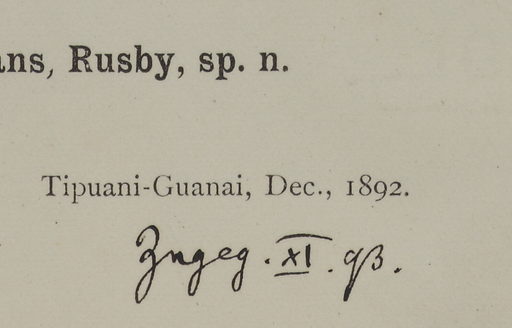 ans, Rusby, sp. n.
Tipuani-Guanai, Dec., 1892.
Zugeg. XI. 93.